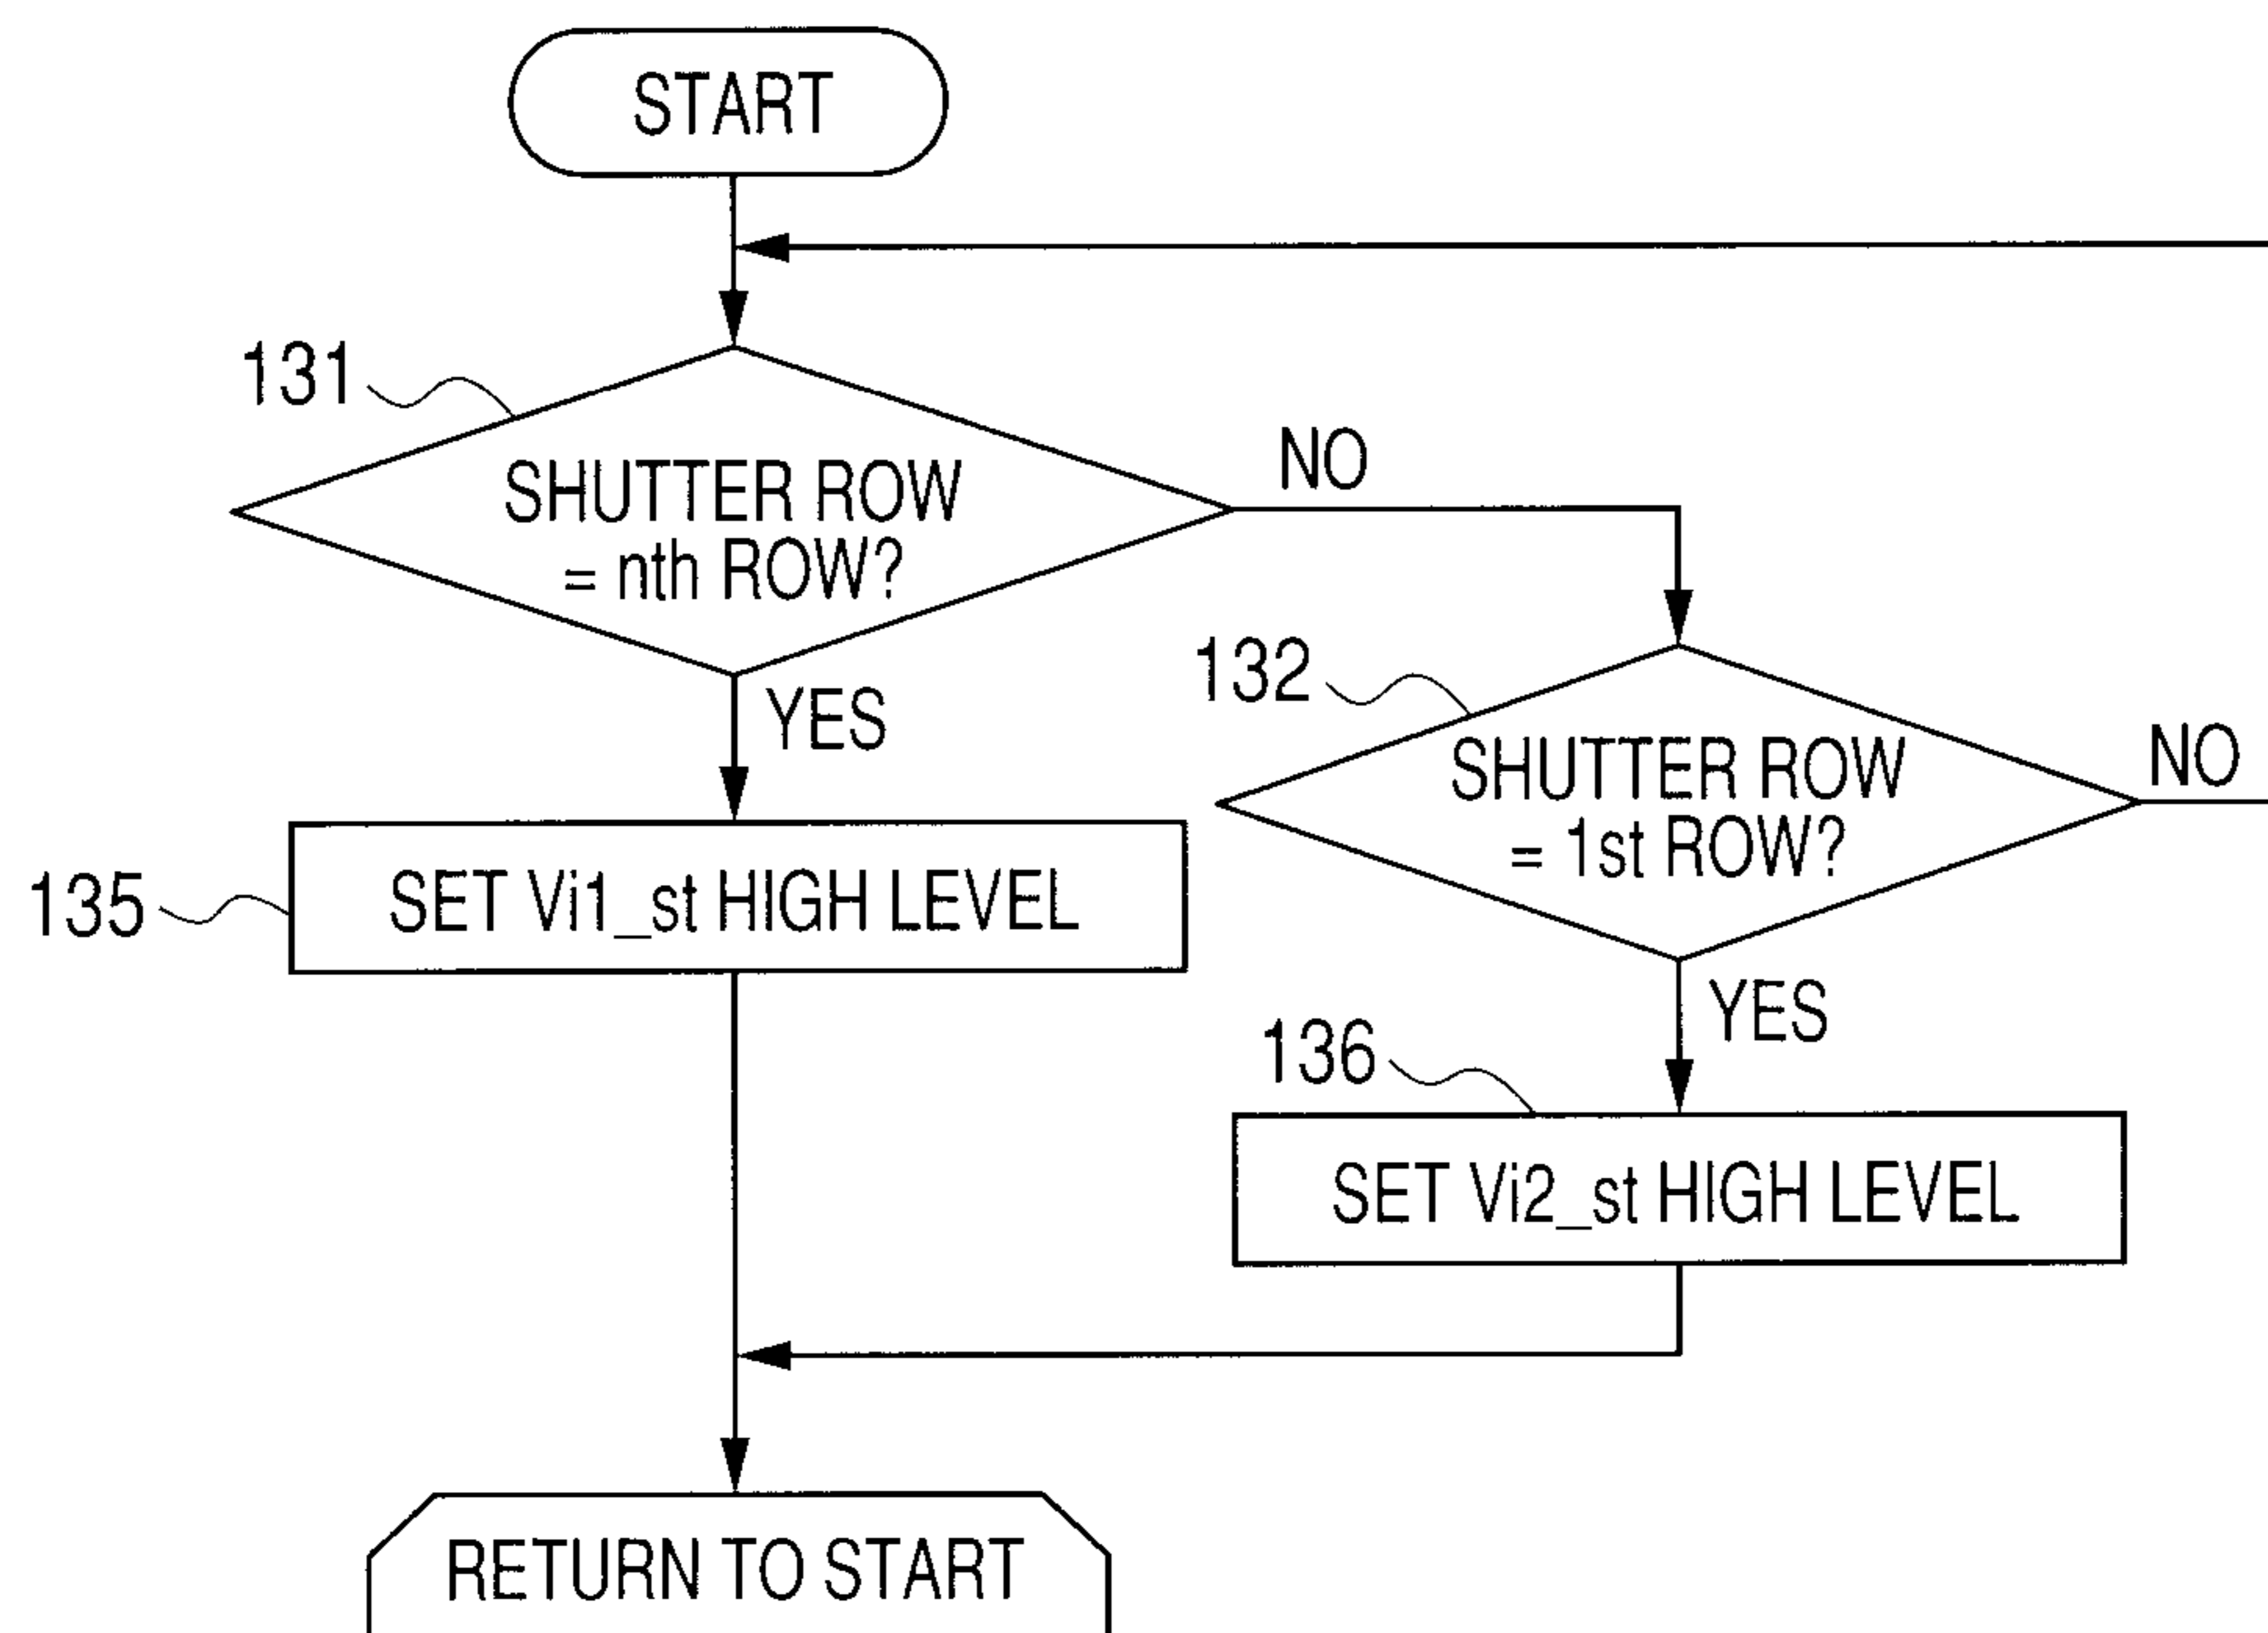 START
131
SHUTTER ROW
= nth ROW?
NO
YES
132
SHUTTER ROW
= 1st ROW?
NO
YES
135
SET Vi1_st HIGH LEVEL
136
SET Vi2_st HIGH LEVEL
RETURN TO START